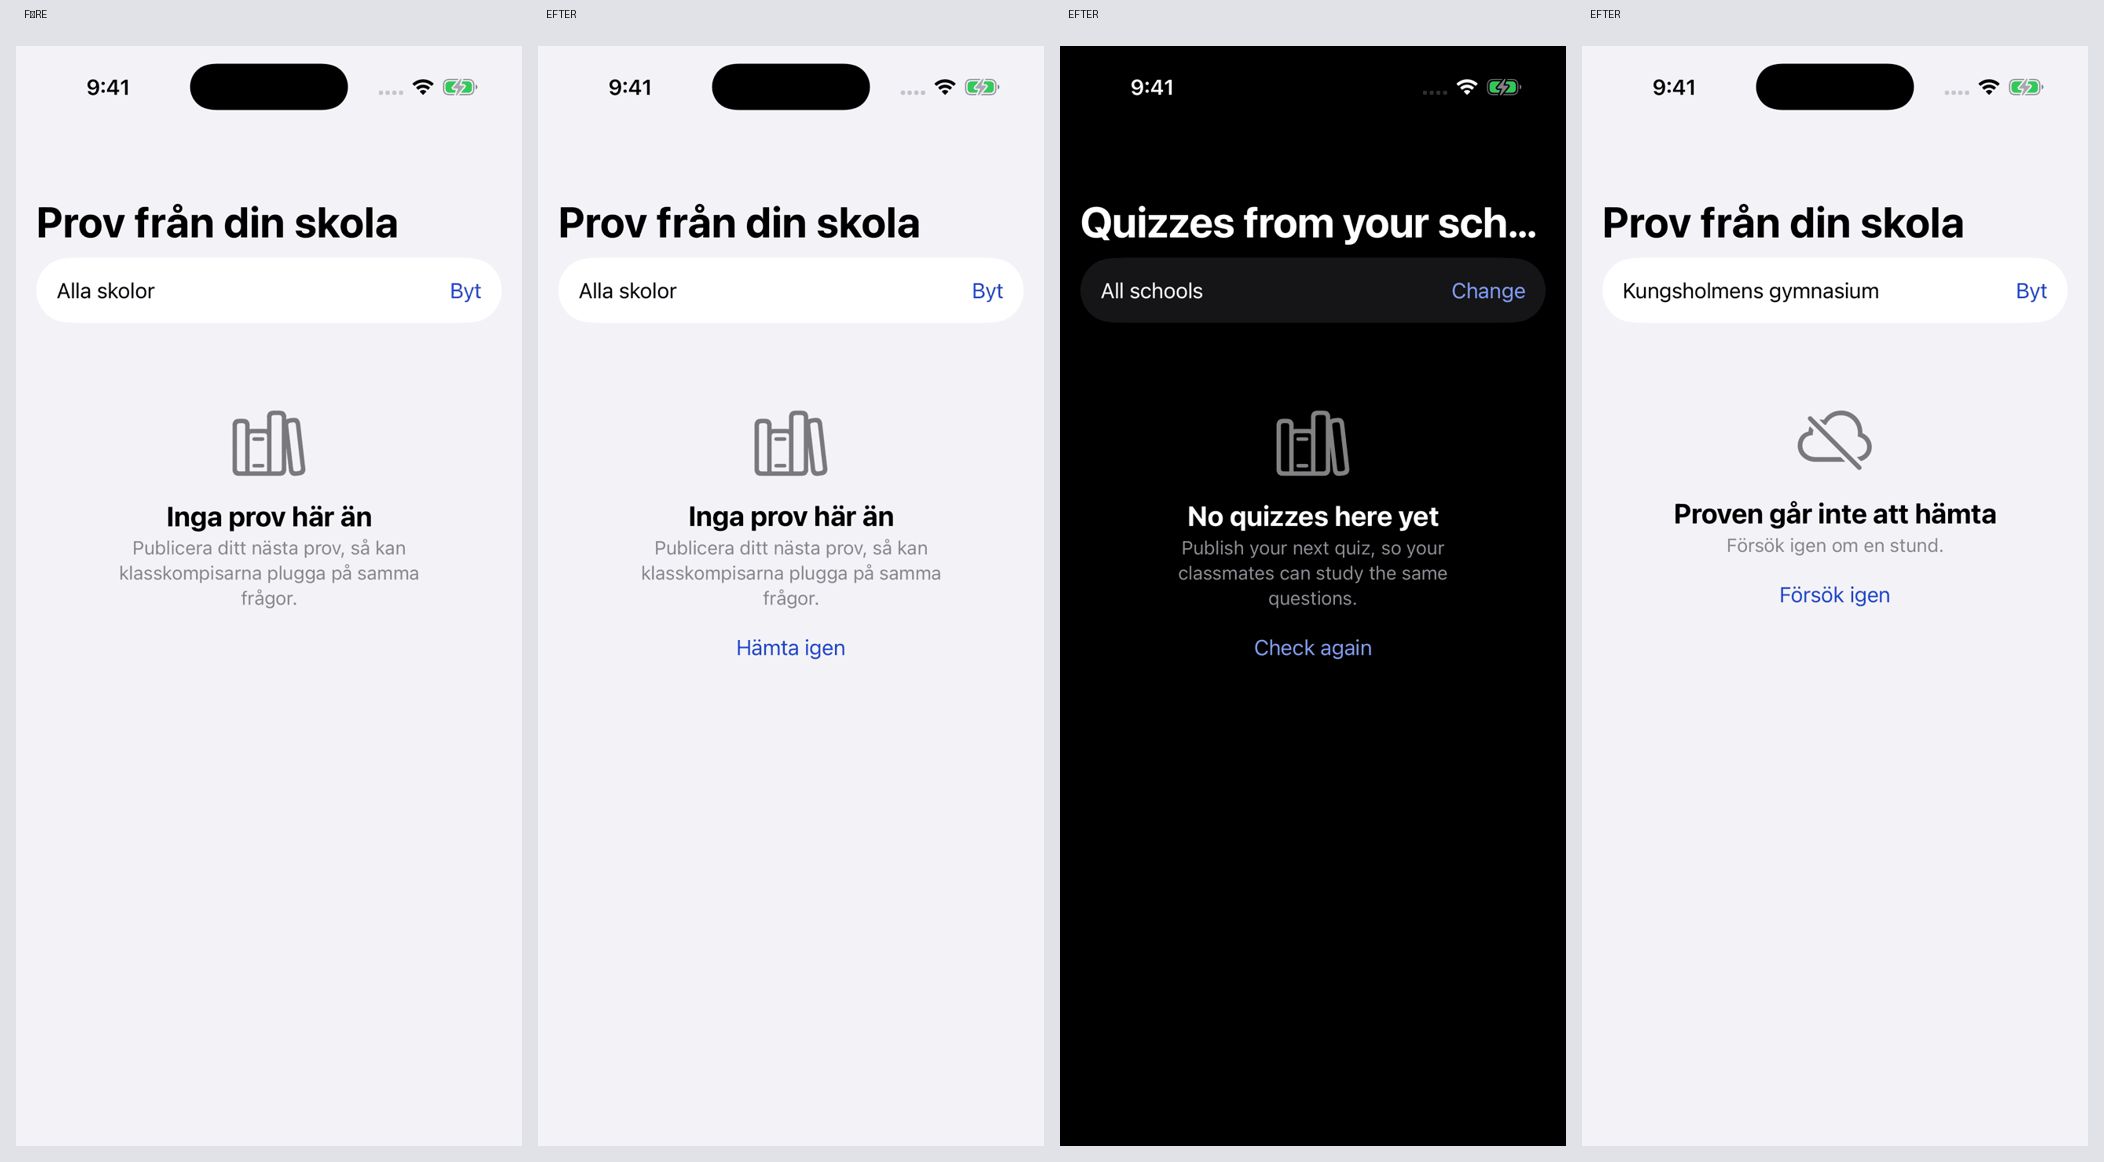 EFTER
EFTER
EFTER
9:41
Prov från din skola
Alla skolor
Byt
Inga prov här än
Publicera ditt nästa prov, så kan
klasskompisarna plugga på samma
frågor.
9:41
Prov från din skola
Alla skolor
Byt
Inga prov här än
Publicera ditt nästa prov, så kan
klasskompisarna plugga på samma
frågor.
Hämta igen
9:41
Quizzes from your sch...
All schools
Change
No quizzes here yet
Publish your next quiz, so your
classmates can study the same
questions.
Check again
9:41
Prov från din skola
Kungsholmens gymnasium
Byt
Proven går inte att hämta
Försök igen om en stund.
Försök igen